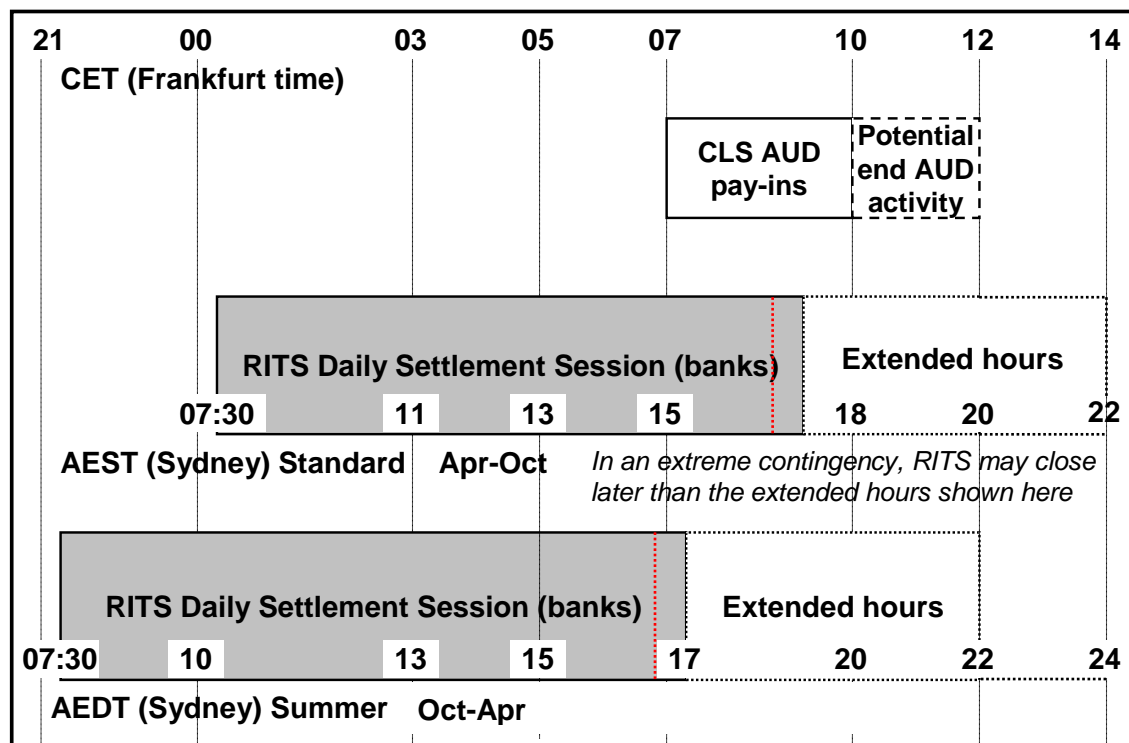 21 00 03 05 07 10 12 14
CET (Frankfurt time)
CLS AUD
pay-ins
Potential
end AUD
activity
RITS Daily Settlement Session (banks)
Extended hours
07:30 11 13 15 18 20 22
AEST (Sydney) Standard Apr-Oct
In an extreme contingency, RITS may close
later than the extended hours shown here
RITS Daily Settlement Session (banks)
Extended hours
07:30 10 13 15 17 20 22 24
AEDT (Sydney) Summer Oct-Apr